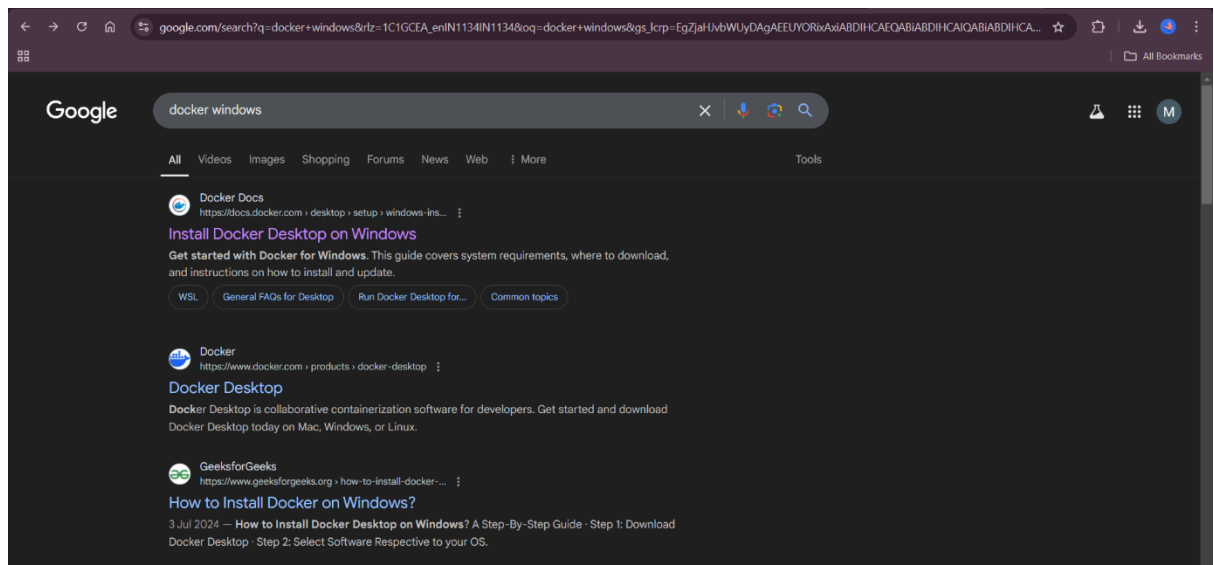 google.com/search?q=docker+windows&rlz=1C1GCEA_enIN1134IN1134&oq=docker+windows&gs_lcrp=EgZjaHJvbWUyDAgAEEUYORixAxiABDIHCAEQABiABDIHCAIQABiABDIHCA...
All Bookmarks
Google
docker windows
M
All Videos Images Shopping Forums News Web More Tools
Docker Docs
https://docs.docker.com › desktop › setup › windows-ins...
Install Docker Desktop on Windows
Get started with Docker for Windows. This guide covers system requirements, where to download,
and instructions on how to install and update.
WSL General FAQs for Desktop Run Docker Desktop for... Common topics
Docker
https://www.docker.com › products › docker-desktop
Docker Desktop
Docker Desktop is collaborative containerization software for developers. Get started and download
Docker Desktop today on Mac, Windows, or Linux.
GeeksforGeeks
https://www.geeksforgeeks.org › how-to-install-docker-...
How to Install Docker on Windows?
3 Jul 2024 — How to Install Docker Desktop on Windows? A Step-By-Step Guide · Step 1: Download
Docker Desktop · Step 2: Select Software Respective to your OS.